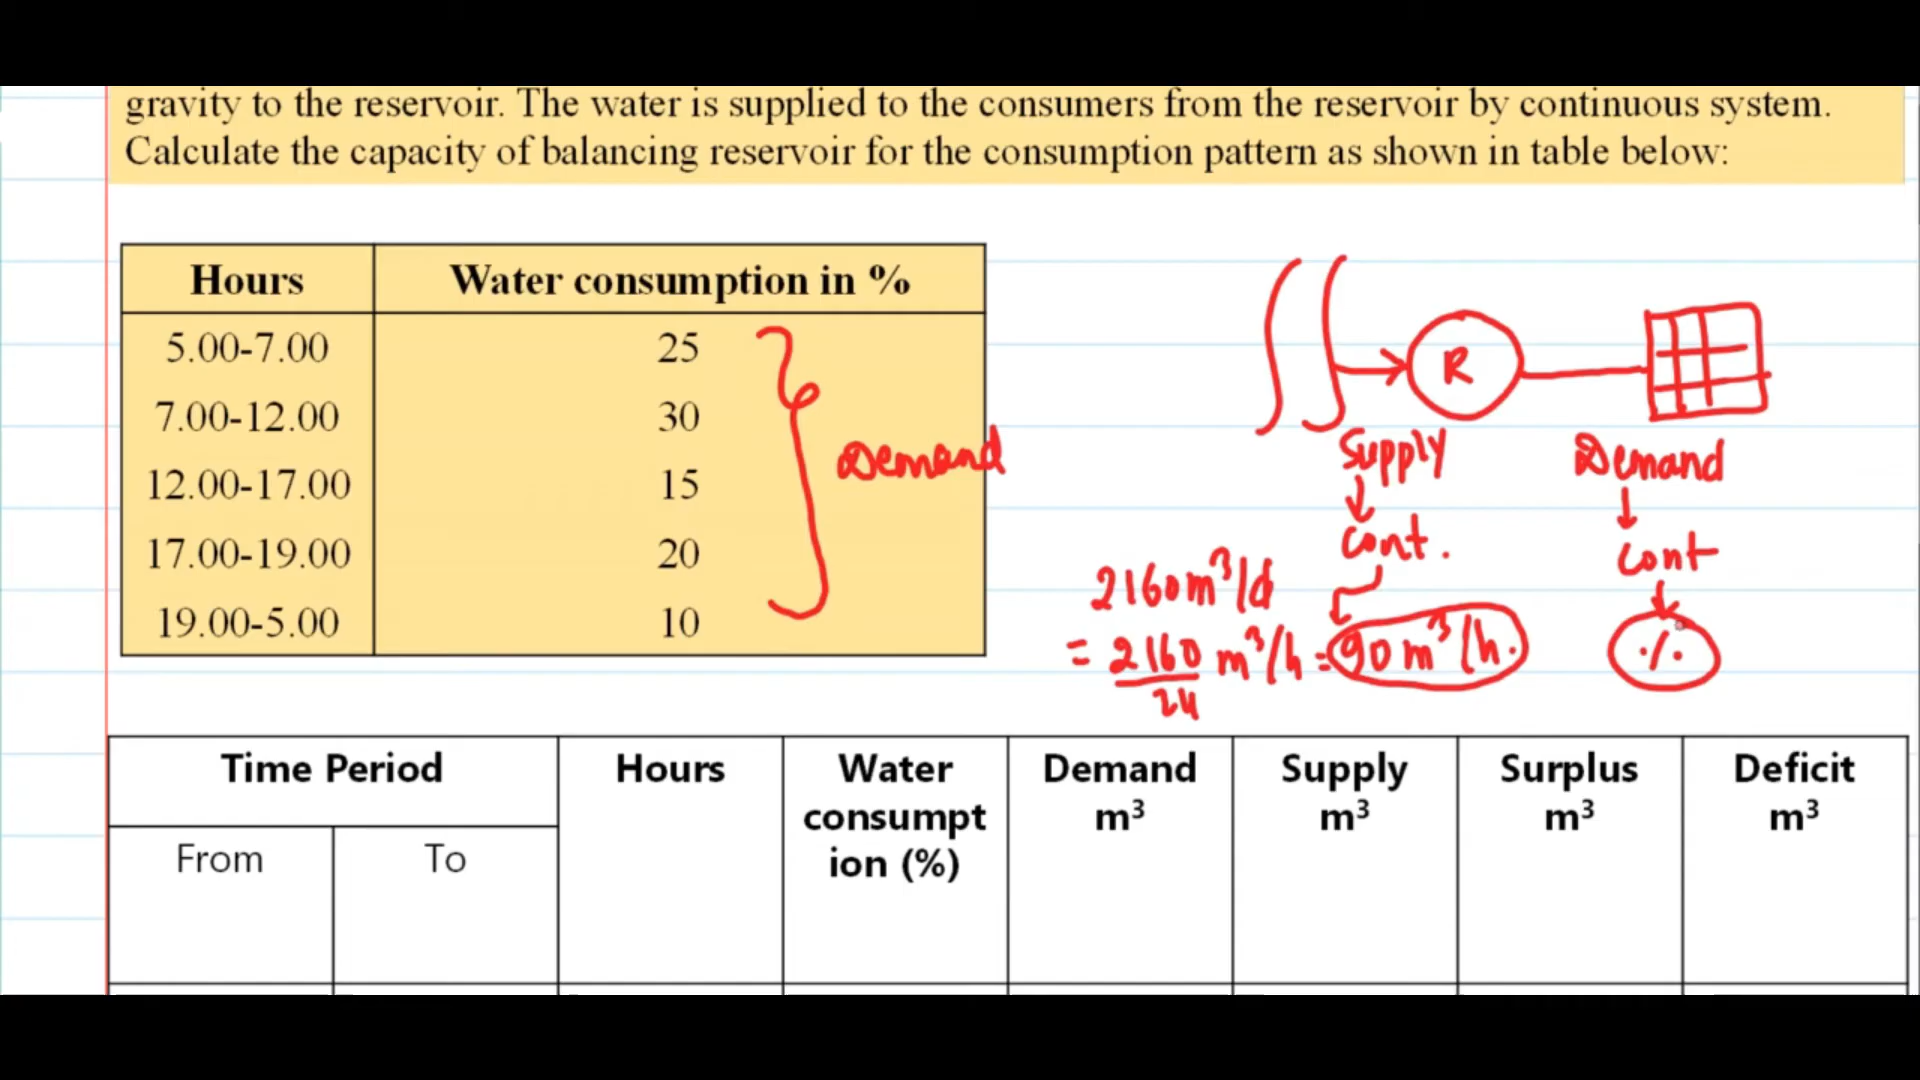 gravity to the reservoir. The water is supplied to the consumers from the reservoir by continuous system.
Calculate the capacity of balancing reservoir for the consumption pattern as shown in table below:
Hours Water consumption in %
5.00-7.00 25
7.00-12.00 30
12.00-17.00 15
17.00-19.00 20
19.00-5.00 10
Demand
R
Supply Demand
Cont. Cont
2160m³/d
= 2160/24 m³/h = 90m³/h. %
Time Period Hours Water consumpt ion (%) Demand m³ Supply m³ Surplus m³ Deficit m³
From To